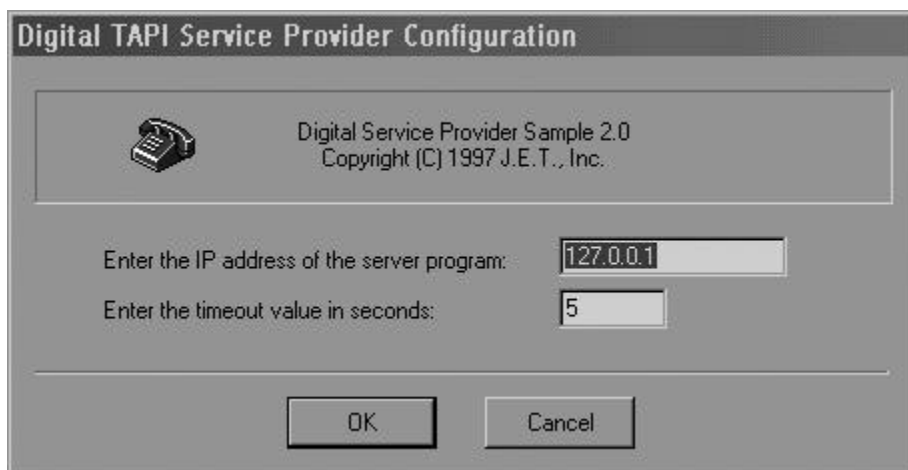 Digital TAPI Service Provider Configuration
Digital Service Provider Sample 2.0
Copyright (C) 1997 J.E.T., Inc.
Enter the IP address of the server program: 127.0.0.1
Enter the timeout value in seconds: 5
OK Cancel